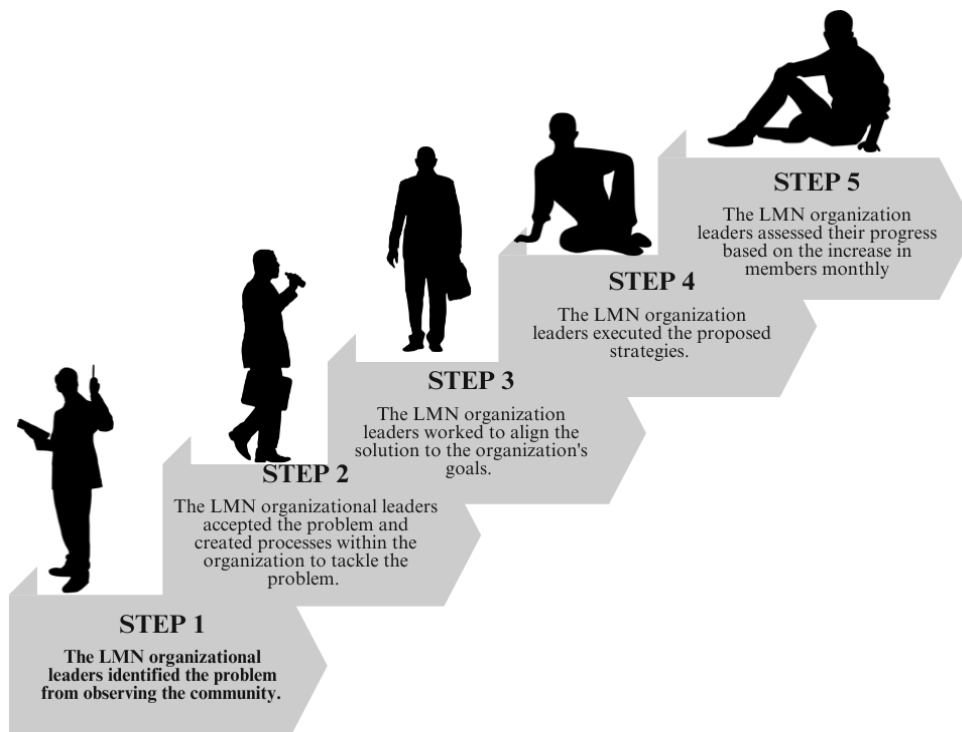 STEP 1
The LMN organizational
leaders identified the problem
from observing the community.
STEP 2
The LMN organizational leaders
accepted the problem and
created processes within the
organization to tackle the
problem.
STEP 3
The LMN organization
leaders worked to align the
solution to the organization's
goals.
STEP 4
The LMN organization
leaders executed the proposed
strategies.
STEP 5
The LMN organization
leaders assessed their progress
based on the increase in
members monthly